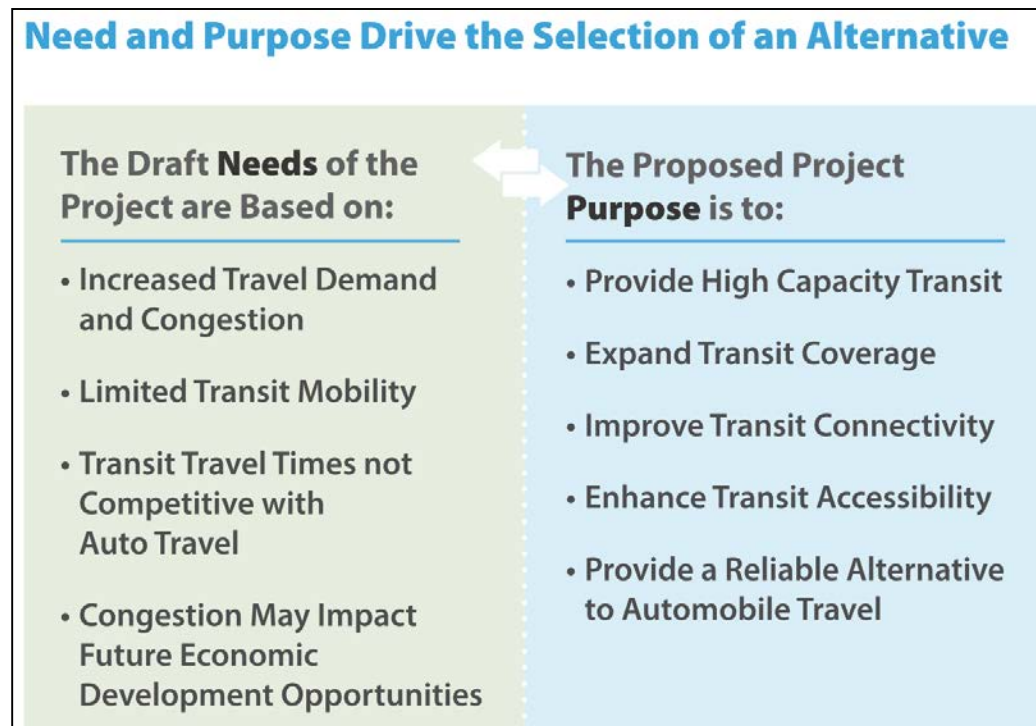 Need and Purpose Drive the Selection of an Alternative
The Draft Needs of the
Project are Based on:
• Increased Travel Demand
and Congestion
• Limited Transit Mobility
• Transit Travel Times not
Competitive with
Auto Travel
• Congestion May Impact
Future Economic
Development Opportunities
The Proposed Project
Purpose is to:
• Provide High Capacity Transit
• Expand Transit Coverage
• Improve Transit Connectivity
• Enhance Transit Accessibility
• Provide a Reliable Alternative
to Automobile Travel